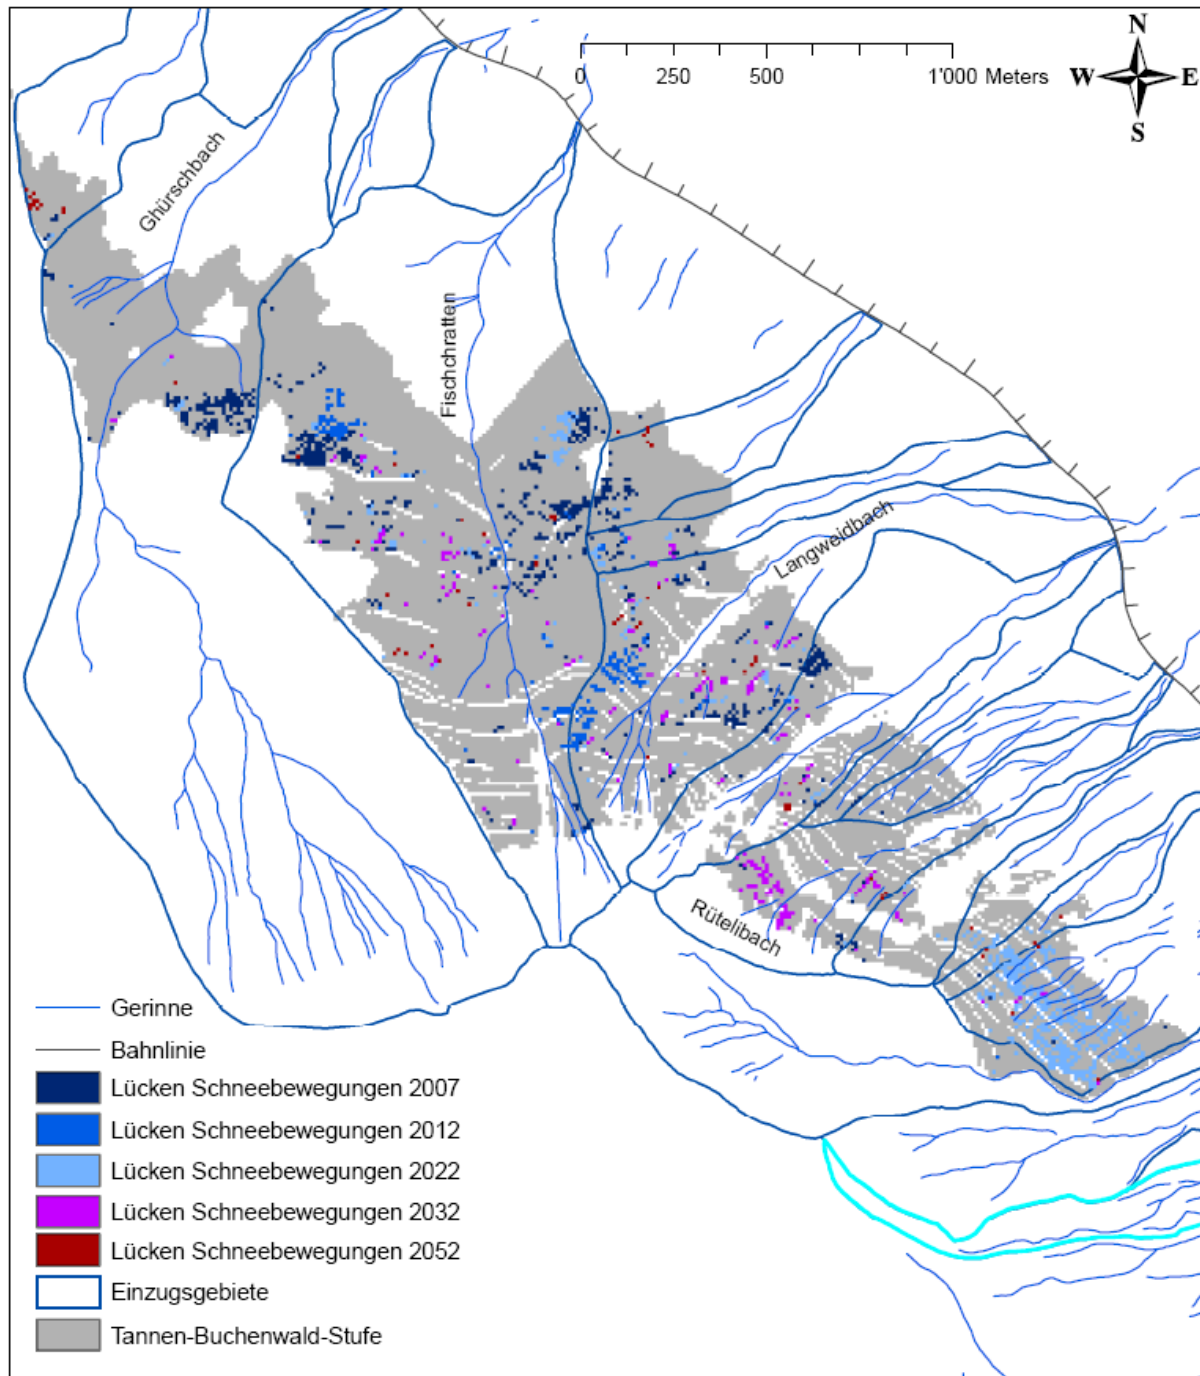 N
W E
S
0 250 500 1'000 Meters
Ghürschbach
Fischchratten
Langweidbach
Rütelibach
Gerinne
Bahnlinie
Lücken Schneebewegungen 2007
Lücken Schneebewegungen 2012
Lücken Schneebewegungen 2022
Lücken Schneebewegungen 2032
Lücken Schneebewegungen 2052
Einzugsgebiete
Tannen-Buchenwald-Stufe